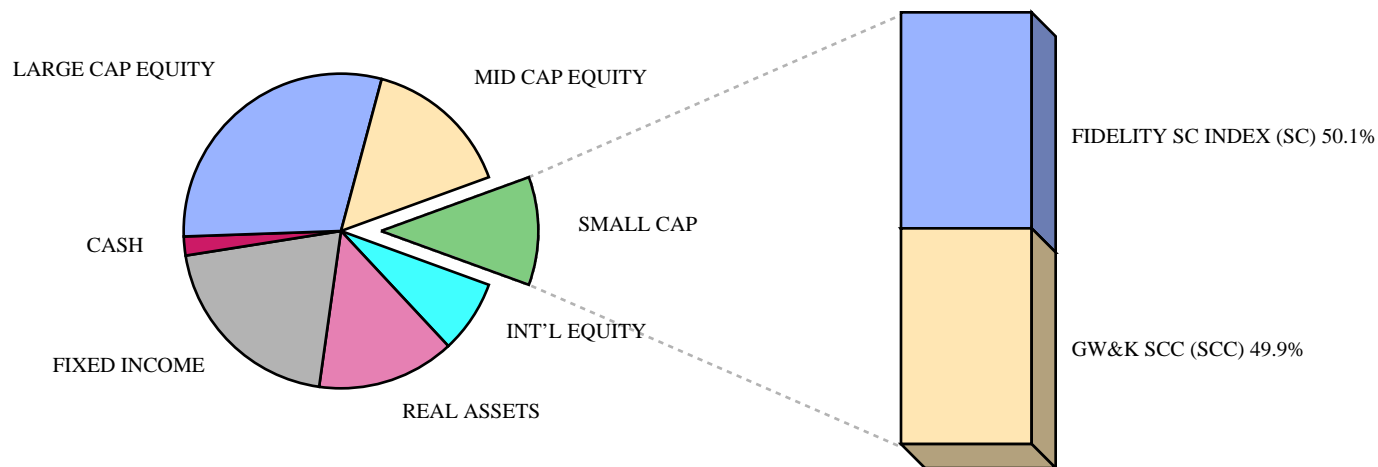 LARGE CAP EQUITY
MID CAP EQUITY
FIDELITY SC INDEX (SC) 50.1%
SMALL CAP
CASH
INT'L EQUITY
GW&K SCC (SCC) 49.9%
FIXED INCOME
REAL ASSETS